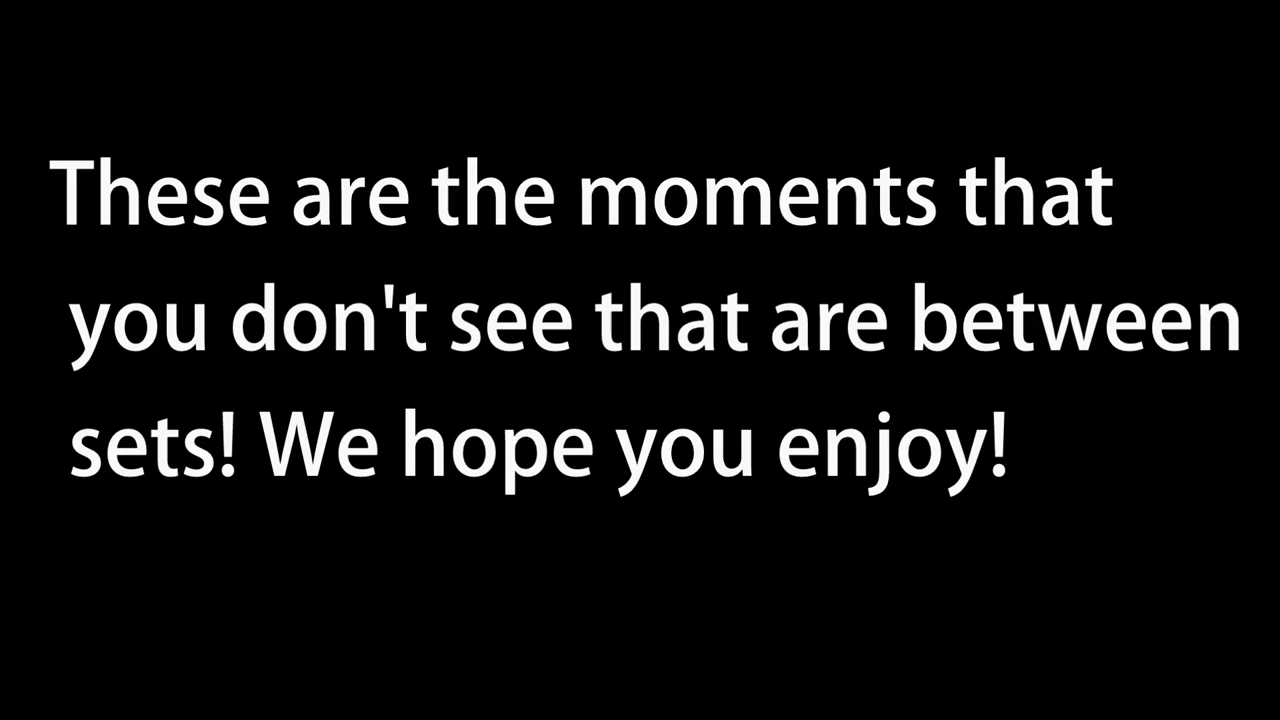 These are the moments that
you don't see that are between
sets! We hope you enjoy!